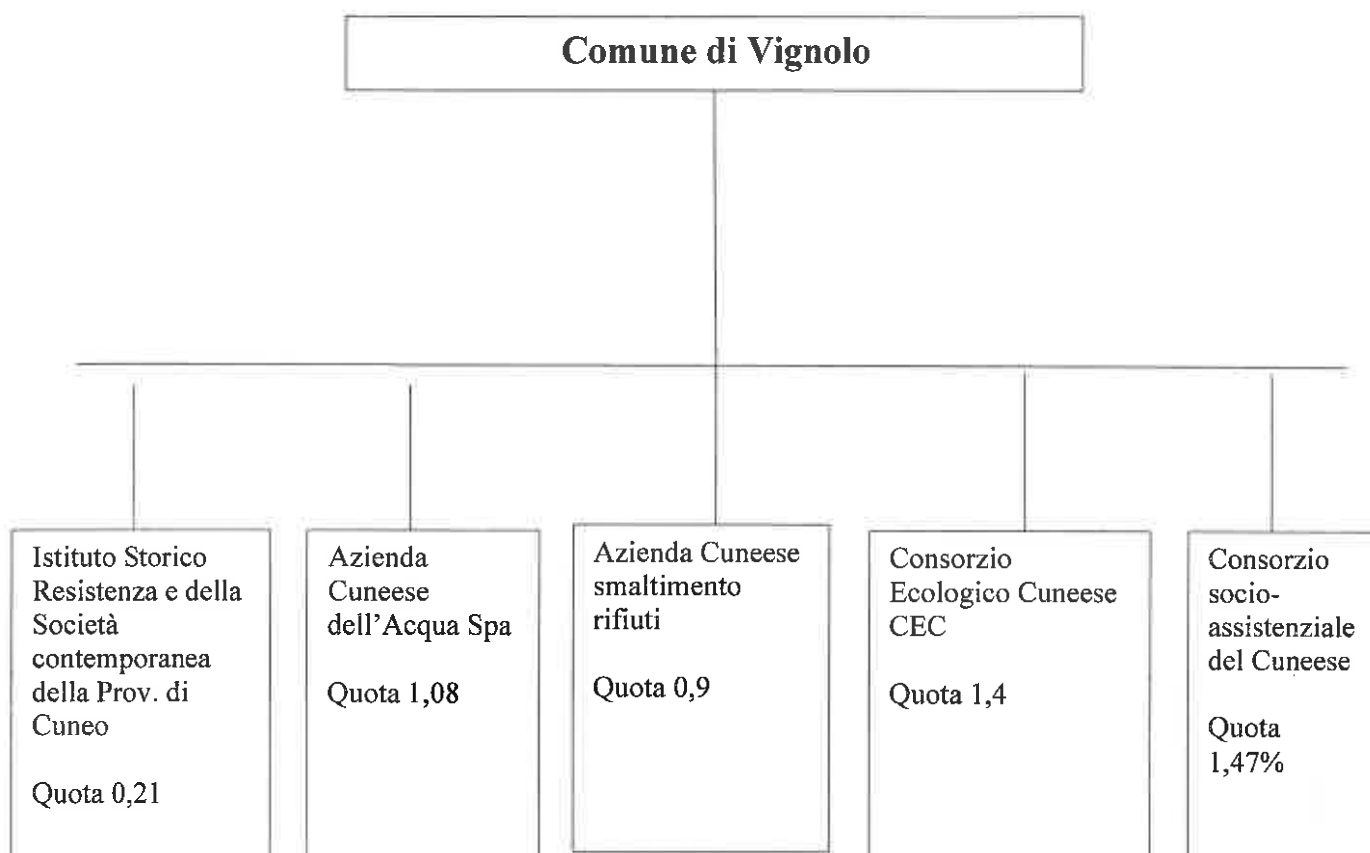 Comune di Vignolo
Istituto Storico
Resistenza e della
Società
contemporanea
della Prov. di
Cuneo
Quota 0,21
Azienda
Cuneese
dell'Acqua Spa
Quota 1,08
Azienda Cuneese
smaltimento
rifiuti
Quota 0,9
Consorzio
Ecologico Cuneese
CEC
Quota 1,4
Consorzio
socio-
assistenziale
del Cuneese
Quota
1,47%